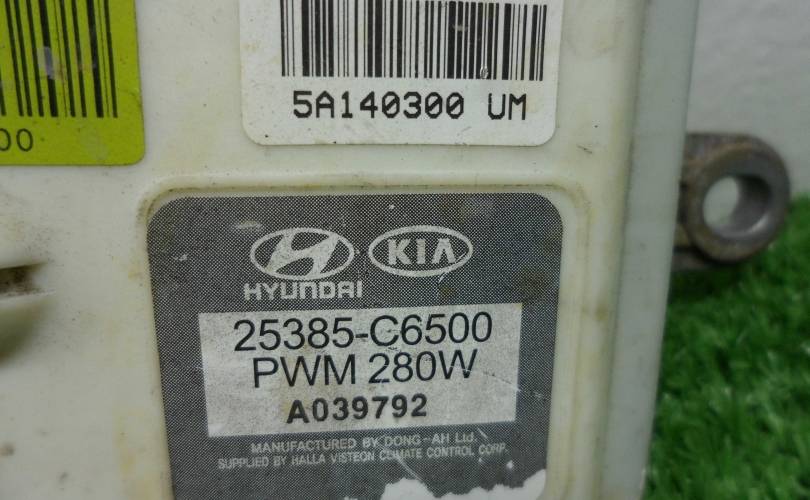 00
5A140300 UM
HYUNDAI
KIA
25385-C6500
PWM 280W
A039792
MANUFACTURED BY DONG-AH Ltd.
SUPPLIED BY HALLA VISTEON CLIMATE CONTROL CORP.